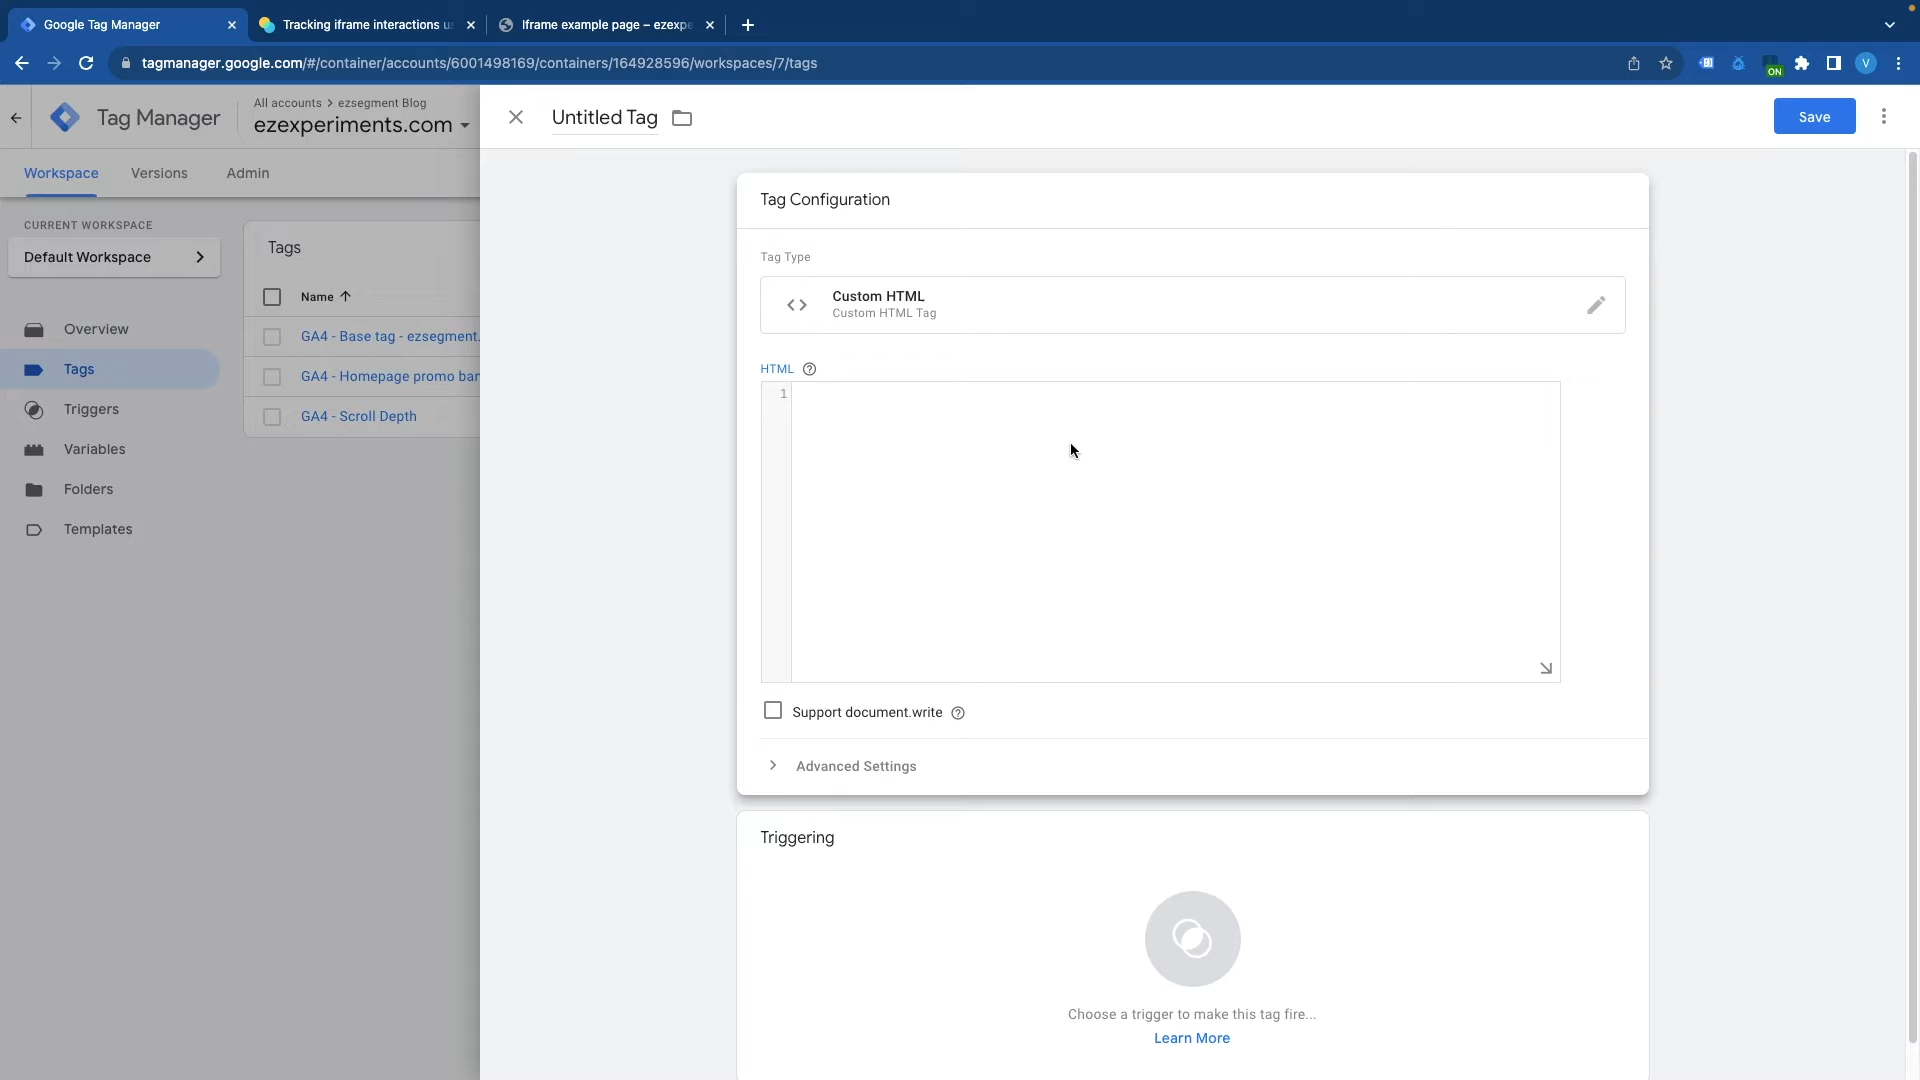 Google Tag Manager
Tracking iframe interactions u
Iframe example page – ezexpe
tagmanager.google.com/#/container/accounts/6001498169/containers/164928596/workspaces/7/tags
ON
V
Tag Manager
All accounts > ezsegment Blog
ezexperiments.com
Untitled Tag
Save
Workspace
Versions
Admin
CURRENT WORKSPACE
Default Workspace
Overview
Tags
Triggers
Variables
Folders
Templates
Tags
Name
GA4 - Base tag - ezsegment.
GA4 - Homepage promo ban
GA4 - Scroll Depth
Tag Configuration
Tag Type
Custom HTML
Custom HTML Tag
HTML
1
Support document.write
Advanced Settings
Triggering
Choose a trigger to make this tag fire...
Learn More